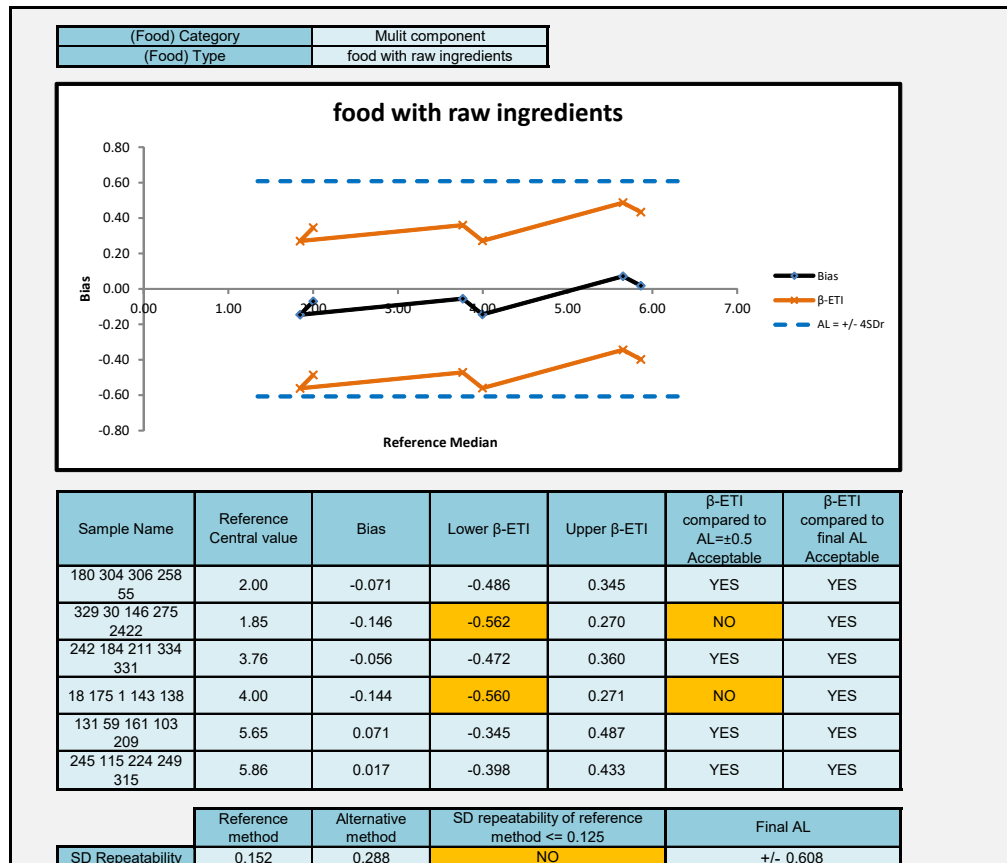 (Food) Category Mulit component
(Food) Type food with raw ingredients
food with raw ingredients
0.80
0.60
0.40
0.20
0.00
-0.20
-0.40
-0.60
-0.80
0.00 1.00 2.00 3.00 4.00 5.00 6.00 7.00
Bias
Reference Median
Bias
β-ETI
AL = +/- 4SDr
Sample Name Reference Central value Bias Lower β-ETI Upper β-ETI β-ETI compared to AL=±0.5 Acceptable β-ETI compared to final AL Acceptable
180 304 306 258 55 2.00 -0.071 -0.486 0.345 YES YES
329 30 146 275 2422 1.85 -0.146 -0.562 0.270 NO YES
242 184 211 334 331 3.76 -0.056 -0.472 0.360 YES YES
18 175 1 143 138 4.00 -0.144 -0.560 0.271 NO YES
131 59 161 103 209 5.65 0.071 -0.345 0.487 YES YES
245 115 224 249 315 5.86 0.017 -0.398 0.433 YES YES
Reference method Alternative method SD repeatability of reference method <= 0.125 Final AL
SD Repeatability 0.152 0.288 NO +/- 0.608